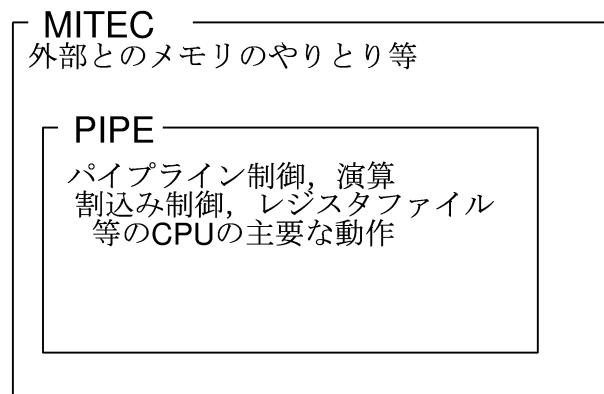 MITEC
外部とのメモリのやりとり等
PIPE
パイプライン制御，演算
割込み制御，レジスタファイル
等のCPUの主要な動作